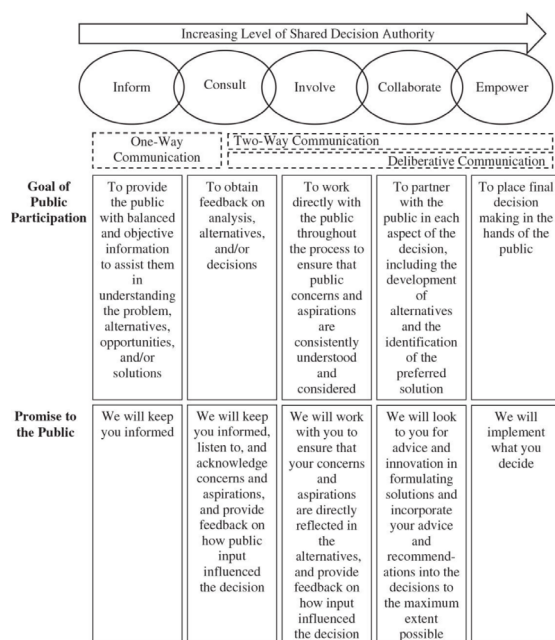 Increasing Level of Shared Decision Authority
Inform
Consult
Involve
Collaborate
Empower
One-Way
Communication
Two-Way Communication
Deliberative Communication
Goal of
Public
Participation
To provide
the public
with balanced
and objective
information
to assist them
in
understanding
the problem,
alternatives,
opportunities,
and/or
solutions
To obtain
feedback on
analysis,
alternatives,
and/or
decisions
To work
directly with
the public
throughout
the process to
ensure that
public
concerns and
aspirations
are
consistently
understood
and
considered
To partner
with the
public in each
aspect of the
decision,
including the
development
of
alternatives
and the
identification
of the
preferred
solution
To place final
decision
making in the
hands of the
public
Promise to
the Public
We will keep
you informed
We will keep
you informed,
listen to, and
acknowledge
concerns and
aspirations,
and provide
feedback on
how public
input
influenced
the decision
We will work
with you to
ensure that
your concerns
and
aspirations
are directly
reflected in
the
alternatives,
and provide
feedback on
how input
influenced
the decision
We will look
to you for
advice and
innovation in
formulating
solutions and
incorporate
your advice
and
recommend-
ations into the
decisions to
the maximum
extent
possible
We will
implement
what you
decide